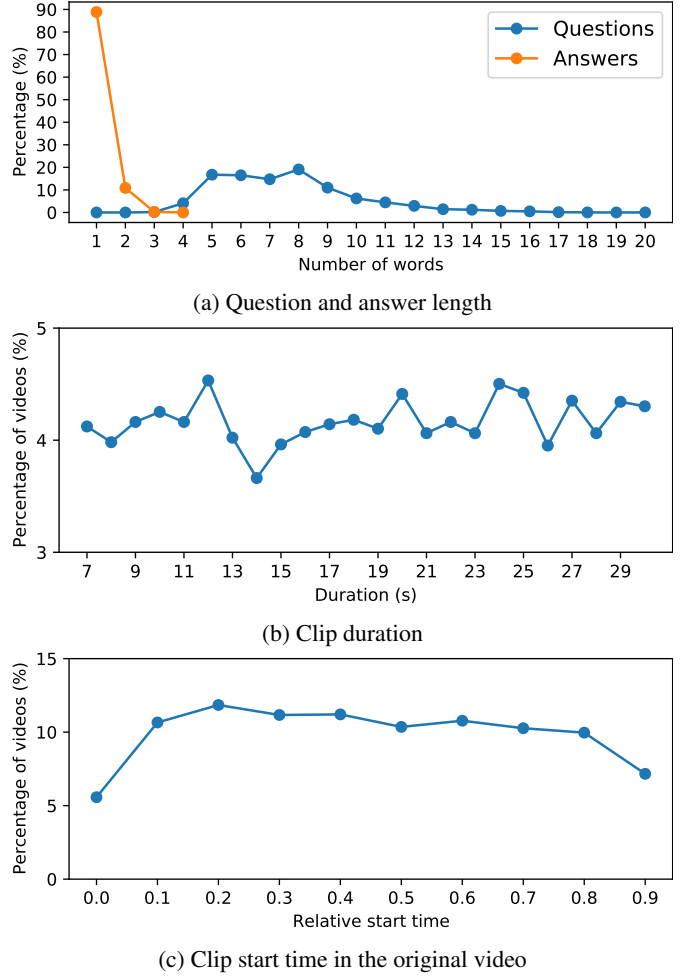 90
80
70
60
50
40
30
20
10
0
Percentage (%)
Questions
Answers
1 2 3 4 5 6 7 8 9 10 11 12 13 14 15 16 17 18 19 20
Number of words
(a) Question and answer length
5
4
3
Percentage of videos (%)
7 9 11 13 15 17 19 21 23 25 27 29
Duration (s)
(b) Clip duration
15
10
5
0
Percentage of videos (%)
0.0 0.1 0.2 0.3 0.4 0.5 0.6 0.7 0.8 0.9
Relative start time
(c) Clip start time in the original video